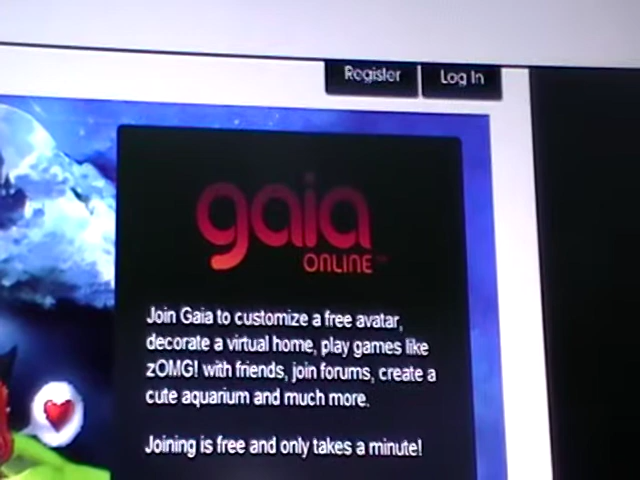 Register Log In
gaia
ONLINE™
Join Gaia to customize a free avatar,
decorate a virtual home, play games like
zOMG! with friends, join forums, create a
cute aquarium and much more.
Joining is free and only takes a minute!